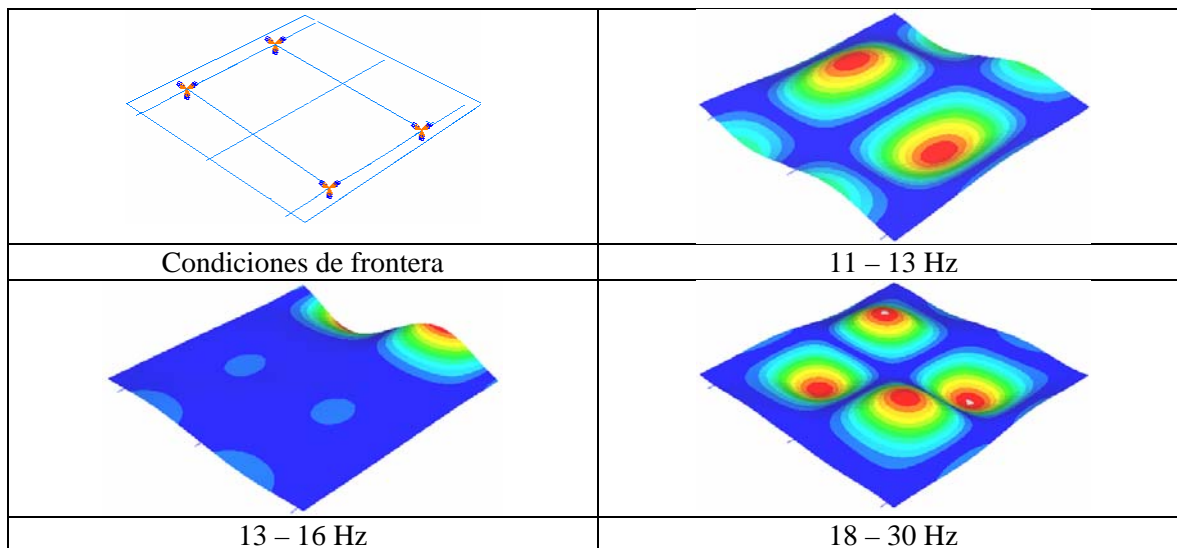 Condiciones de frontera
11 – 13 Hz
13 – 16 Hz
18 – 30 Hz